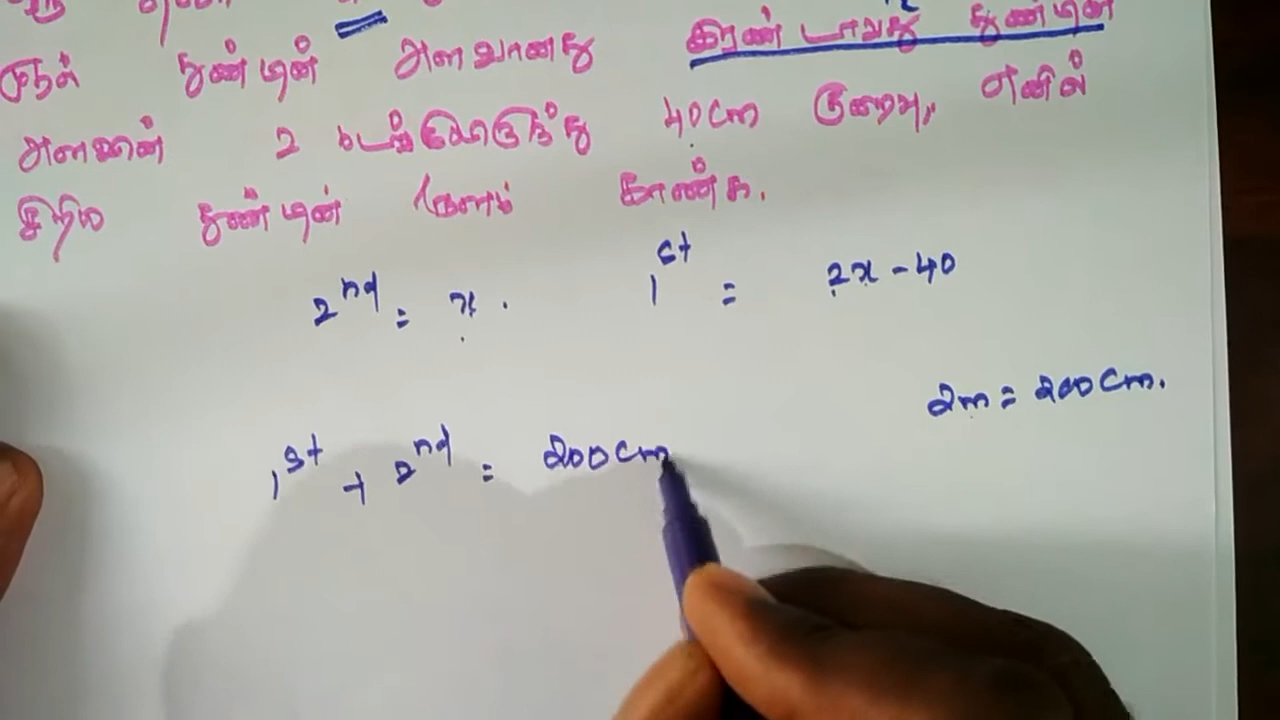 முதல் துண்டின் அளவானது இரண்டாவது துண்டின்
அளவின் 2 மடங்கிலிருந்து 40cm குறைவு, எனில்
சிறிய துண்டின் நீளம் காண்க.
2nd = x . 1st = 2x - 40
2m = 200cm.
1st + 2nd = 200cm